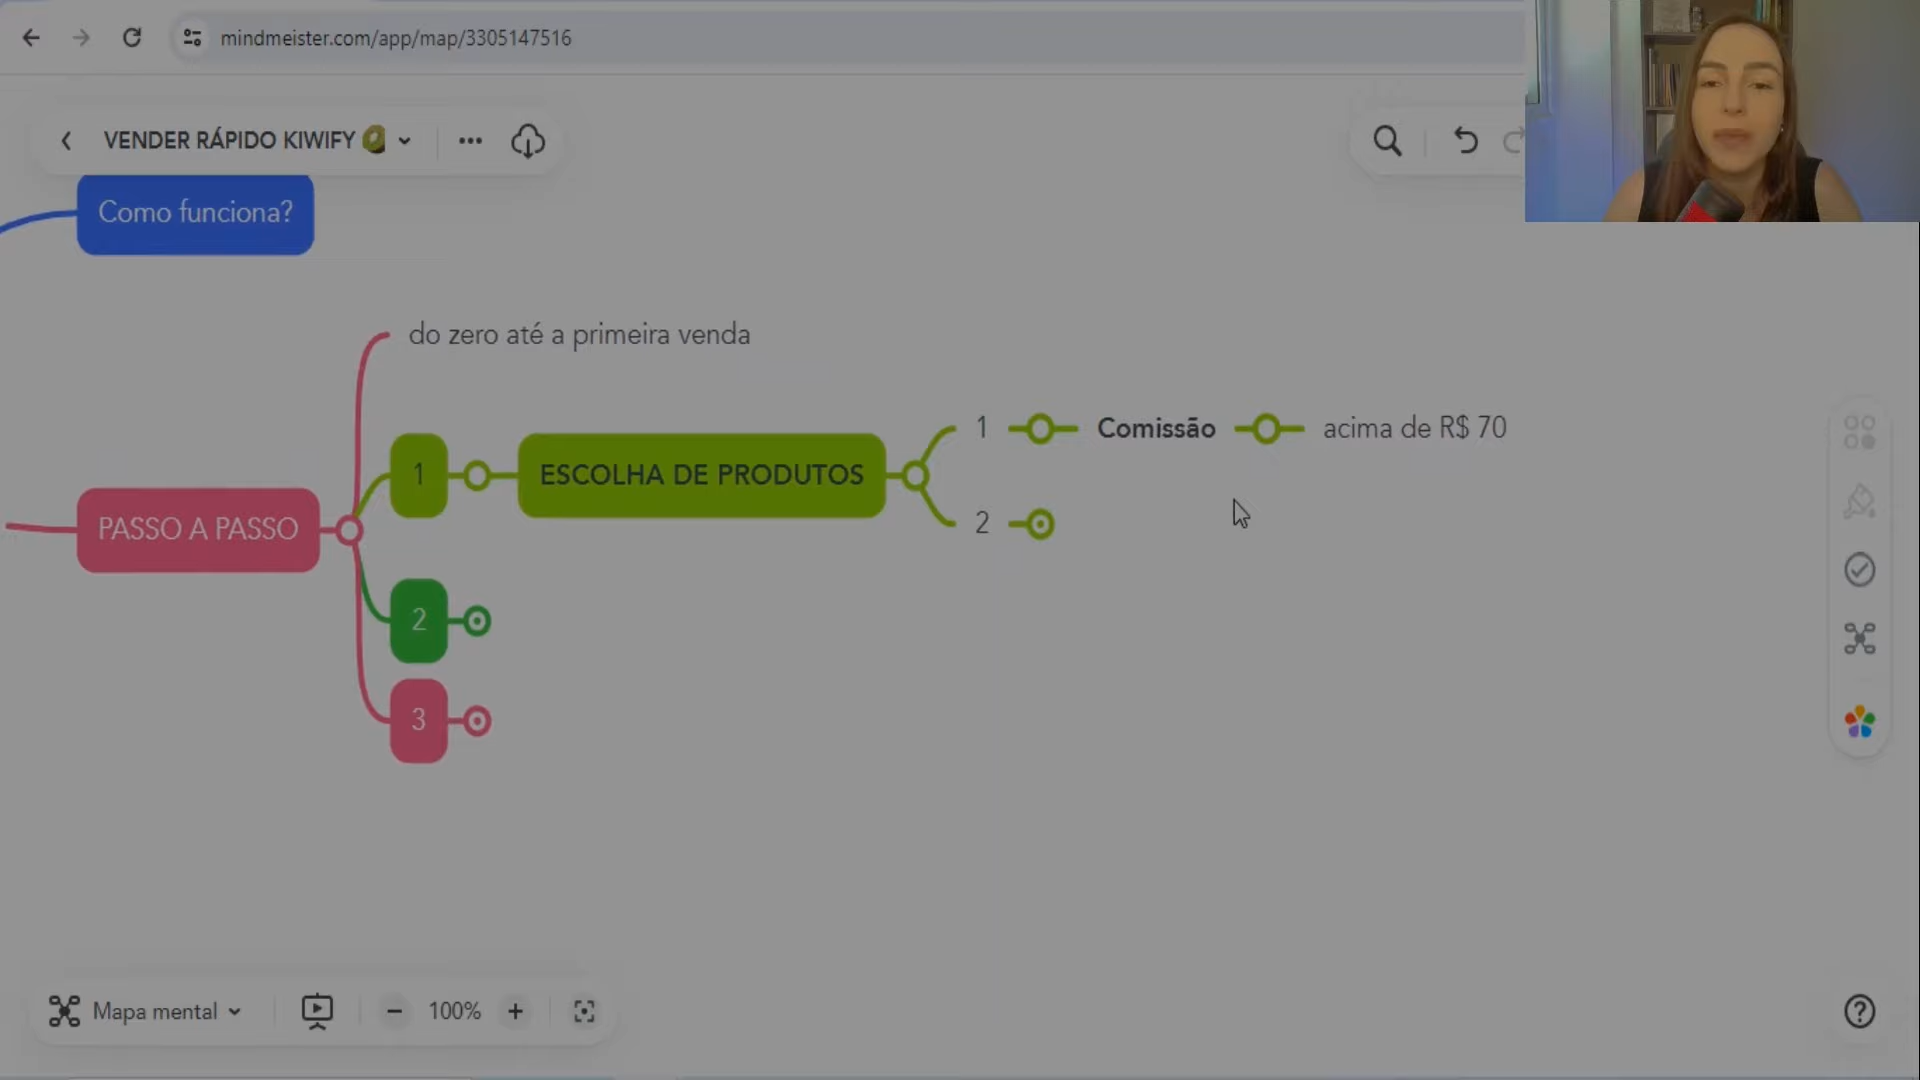 mindmeister.com/app/map/3305147516
VENDER RÁPIDO KIWIFY
Como funciona?
do zero até a primeira venda
1 Comissão acima de R$ 70
1 ESCOLHA DE PRODUTOS
2
PASSO A PASSO
2
3
Mapa mental
100%